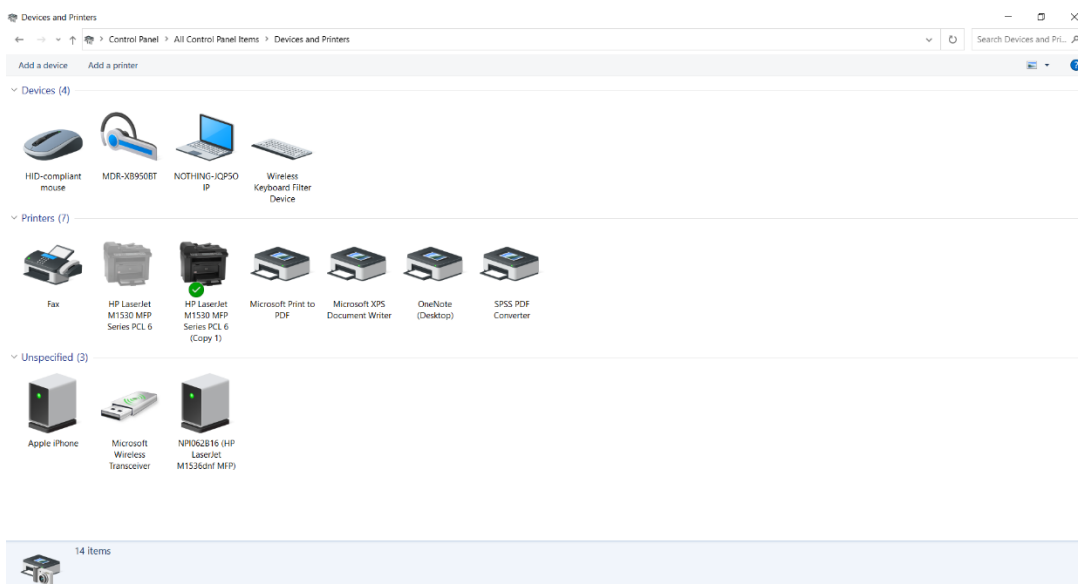 Devices and Printers
Control Panel > All Control Panel Items > Devices and Printers
Search Devices and Pri...
Add a device Add a printer
Devices (4)
HID-compliant
mouse
MDR-XB950BT
NOTHING-JQP5O
IP
Wireless
Keyboard Filter
Device
Printers (7)
Fax
HP LaserJet
M1530 MFP
Series PCL 6
HP LaserJet
M1530 MFP
Series PCL 6
(Copy 1)
Microsoft Print to
PDF
Microsoft XPS
Document Writer
OneNote
(Desktop)
SPSS PDF
Converter
Unspecified (3)
Apple iPhone
Microsoft
Wireless
Transceiver
NPI062B16 (HP
LaserJet
M1536dnf MFP)
14 items